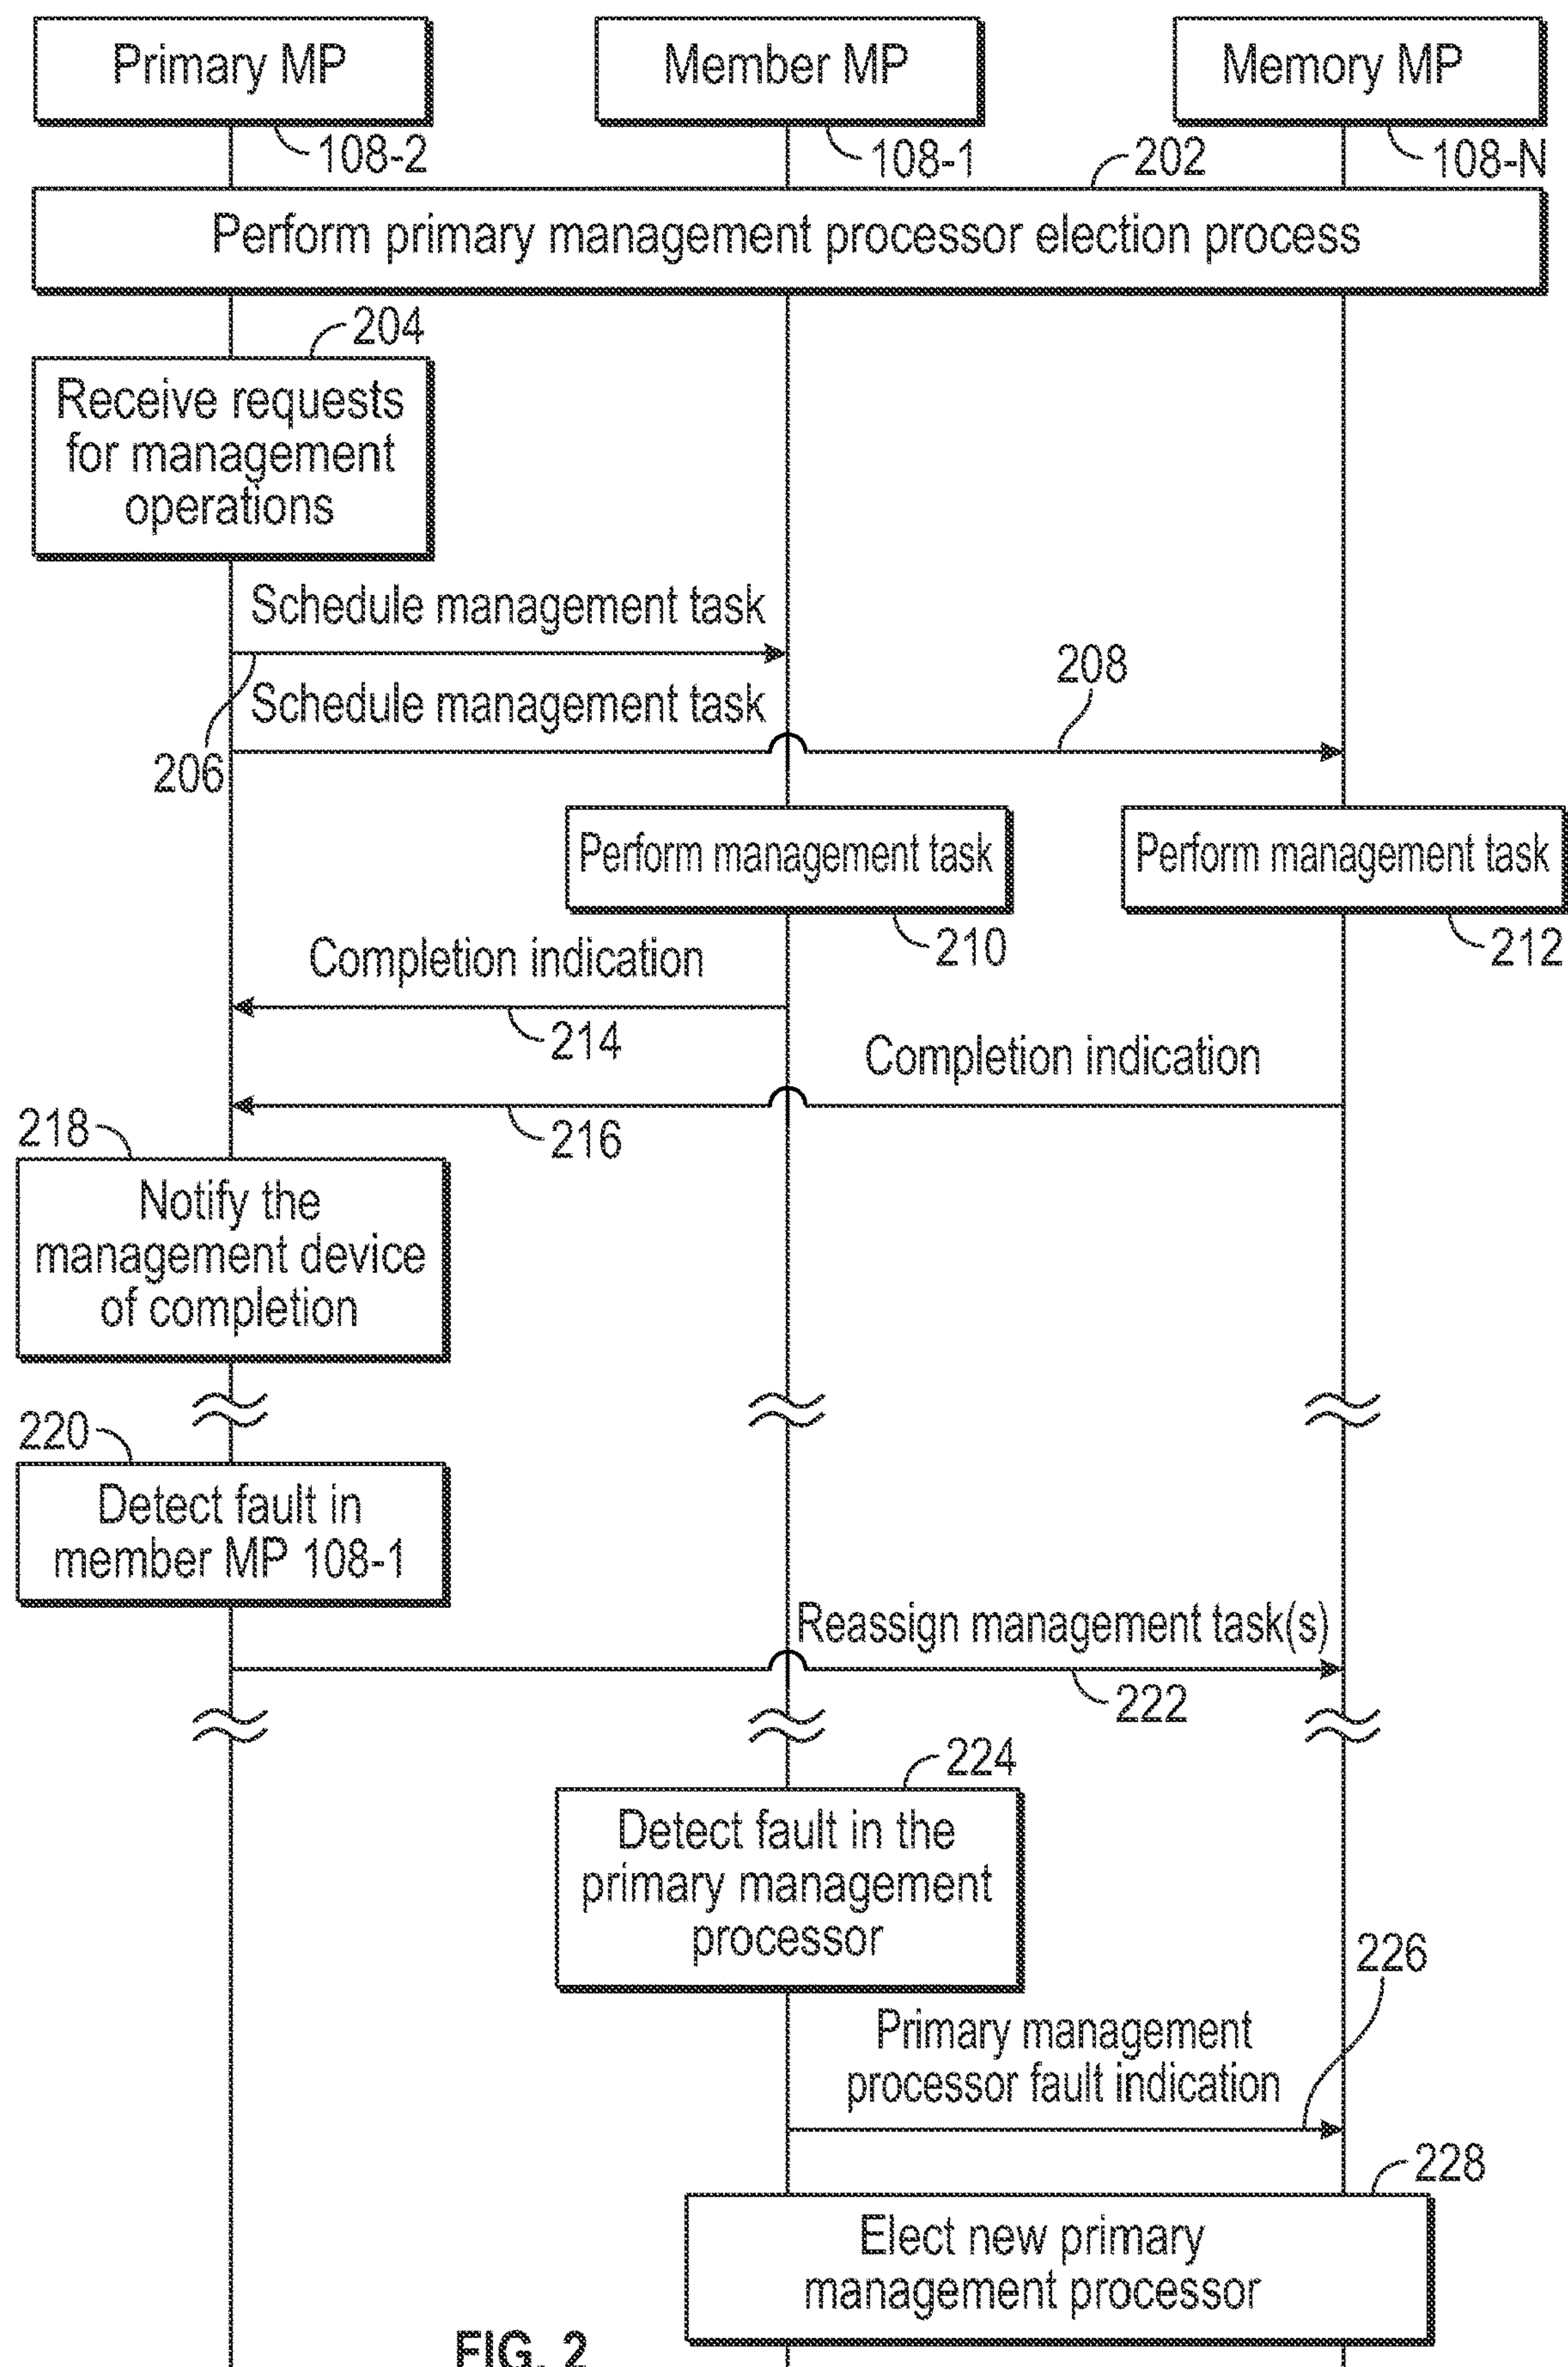 Primary MP
Member MP
Memory MP
108-2
108-1
108-N
202
Perform primary management processor election process
204
Receive requests
for management
operations
Schedule management task
206
Schedule management task
208
Perform management task
Perform management task
210
212
Completion indication
214
Completion indication
216
218
Notify the
management device
of completion
220
Detect fault in
member MP 108-1
Reassign management task(s)
222
224
Detect fault in the
primary management
processor
226
Primary management
processor fault indication
228
Elect new primary
management processor
FIG. 2